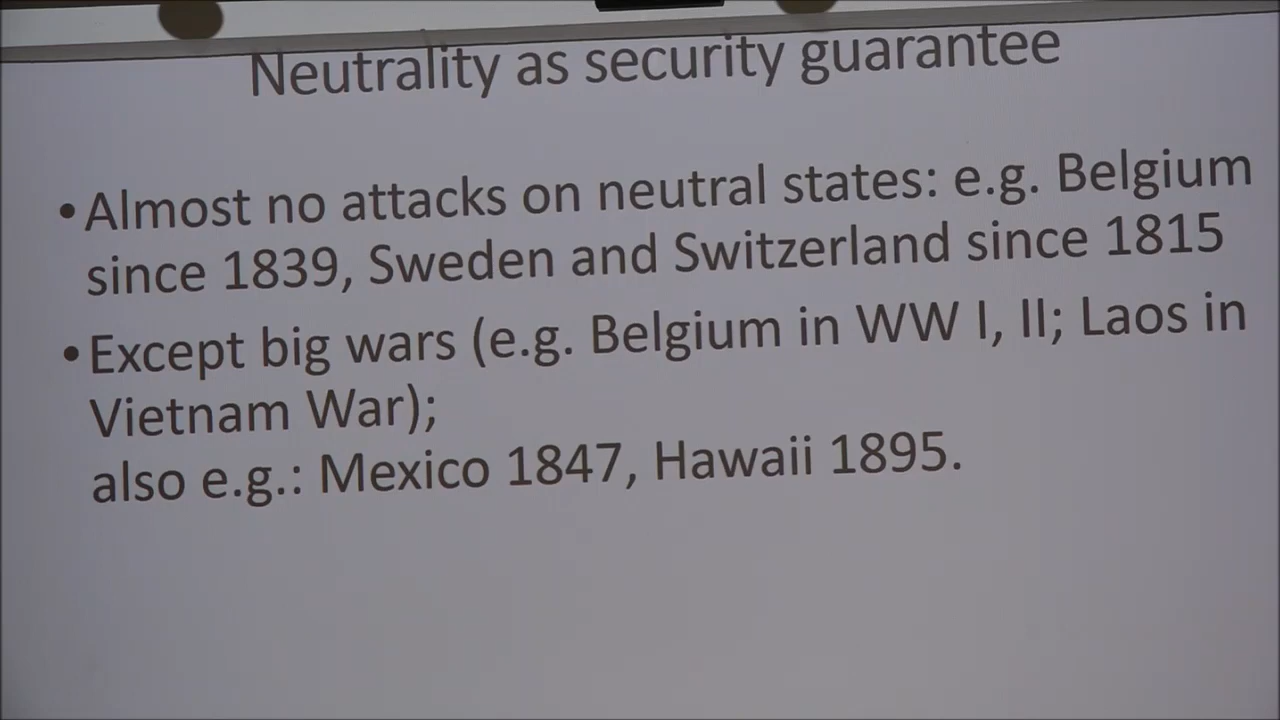 Neutrality as security guarantee
•Almost no attacks on neutral states: e.g. Belgium
since 1839, Sweden and Switzerland since 1815
•Except big wars (e.g. Belgium in WW I, II; Laos in
Vietnam War);
also e.g.: Mexico 1847, Hawaii 1895.